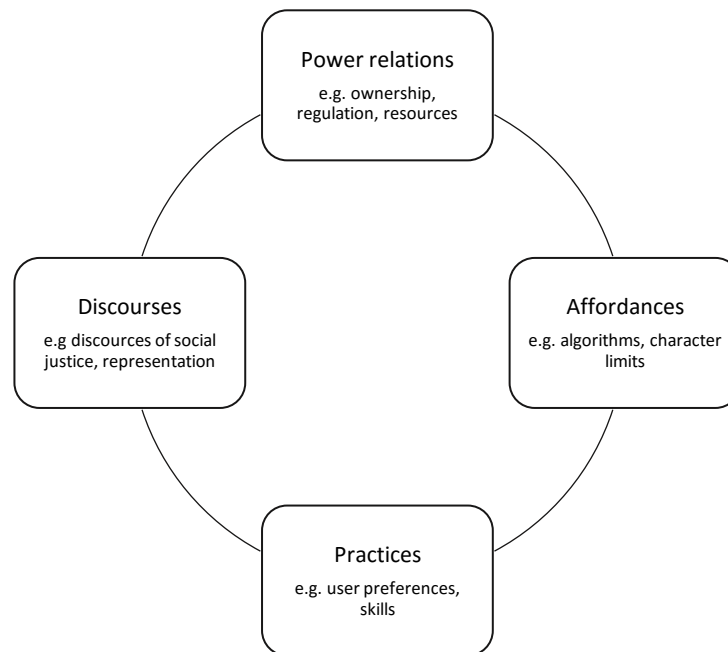 Power relations
e.g. ownership,
regulation, resources
Discourses
e.g discources of social
justice, representation
Affordances
e.g. algorithms, character
limits
Practices
e.g. user preferences,
skills